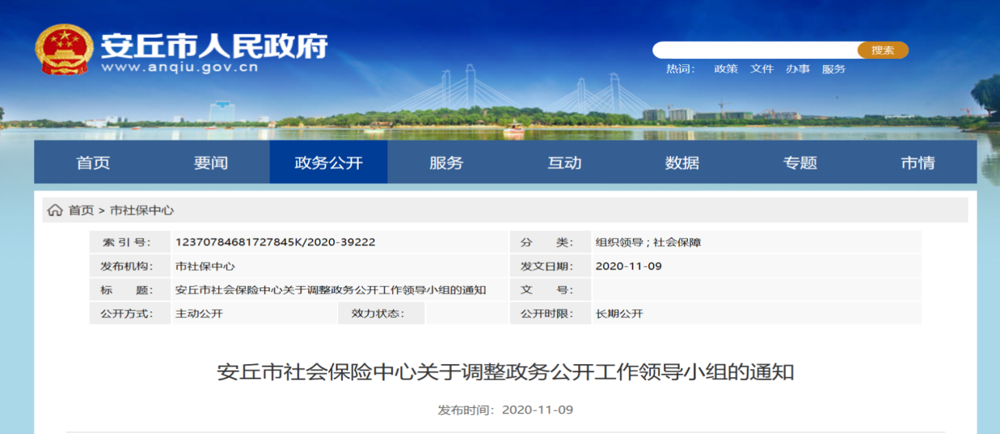 安丘市人民政府
www.anqiu.gov.cn
搜索
热词： 政策 文件 办事 服务
首页 要闻 政务公开 服务 互动 数据 专题 市情
首页 > 市社保中心
索 引 号： 12370784681727845K/2020-39222 分 类： 组织领导 ; 社会保障
发布机构： 市社保中心 发文日期： 2020-11-09
标 题： 安丘市社会保险中心关于调整政务公开工作领导小组的通知 文 号：
公开方式： 主动公开 效力状态： 公开时限： 长期公开
安丘市社会保险中心关于调整政务公开工作领导小组的通知
发布时间：2020-11-09